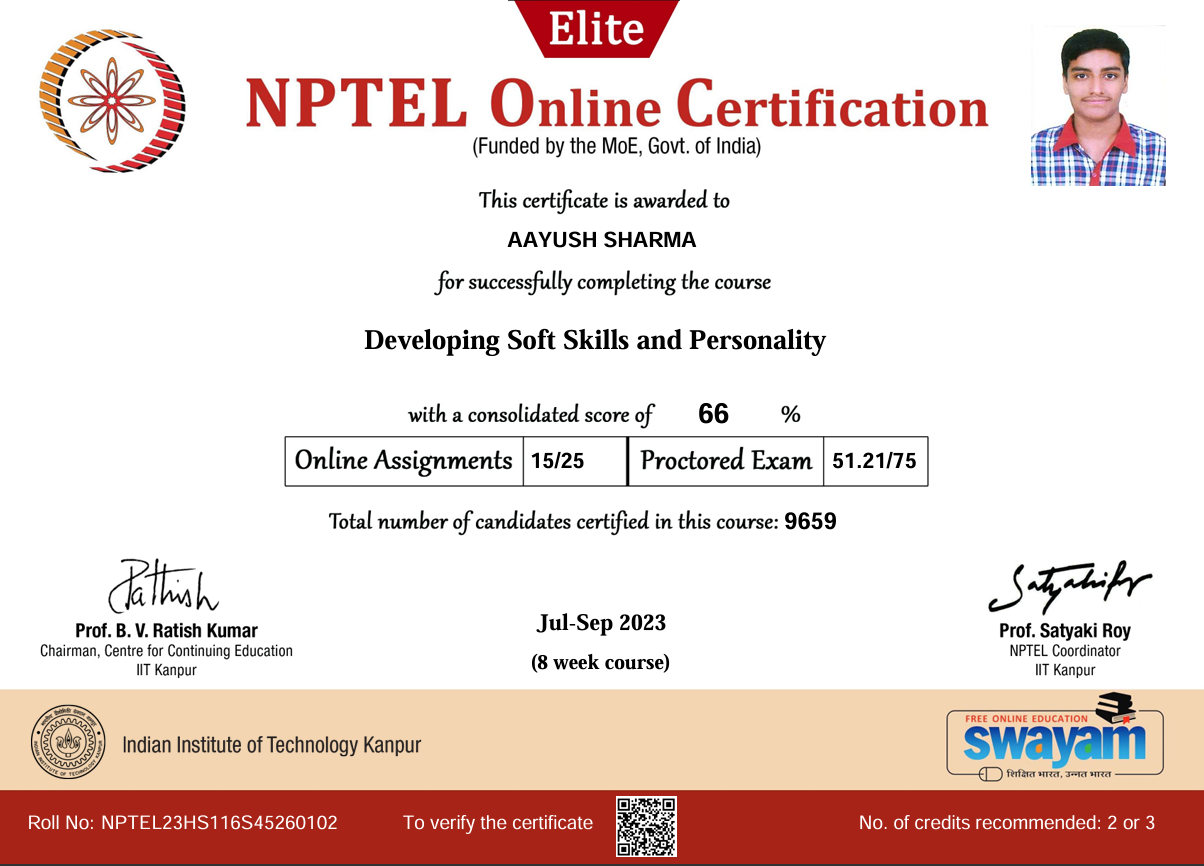 Elite
NPTEL Online Certification
(Funded by the MoE, Govt. of India)
This certificate is awarded to
AAYUSH SHARMA
for successfully completing the course
Developing Soft Skills and Personality
with a consolidated score of 66 %
Online Assignments 15/25 Proctored Exam 51.21/75
Total number of candidates certified in this course: 9659
Prof. B. V. Ratish Kumar
Chairman, Centre for Continuing Education
IIT Kanpur
Jul-Sep 2023
(8 week course)
Prof. Satyaki Roy
NPTEL Coordinator
IIT Kanpur
Indian Institute of Technology Kanpur
FREE ONLINE EDUCATION
swayam
शिक्षित भारत, उन्नत भारत
Roll No: NPTEL23HS116S45260102 To verify the certificate No. of credits recommended: 2 or 3